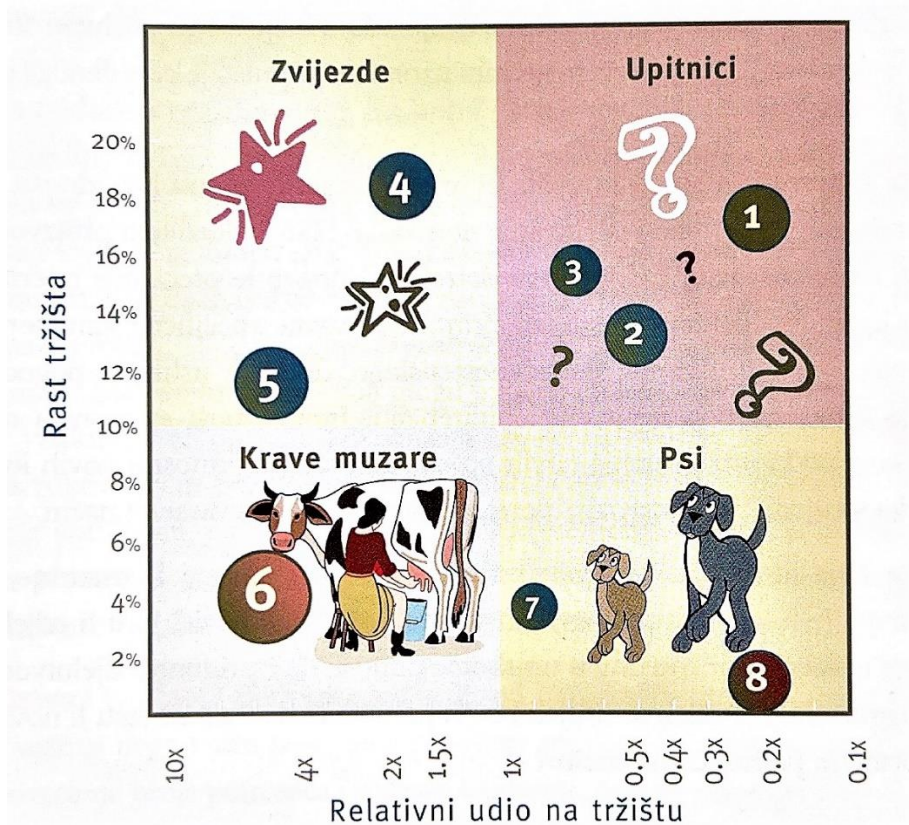 Zvijezde
Upitnici
20%
18%
16%
14%
12%
10%
8%
6%
4%
2%
Rast tržišta
4
1
3
2
5
Krave muzare
Psi
6
7
8
10x
4x
2x
1.5x
1x
0.5x
0.4x
0.3x
0.2x
0.1x
Relativni udio na tržištu